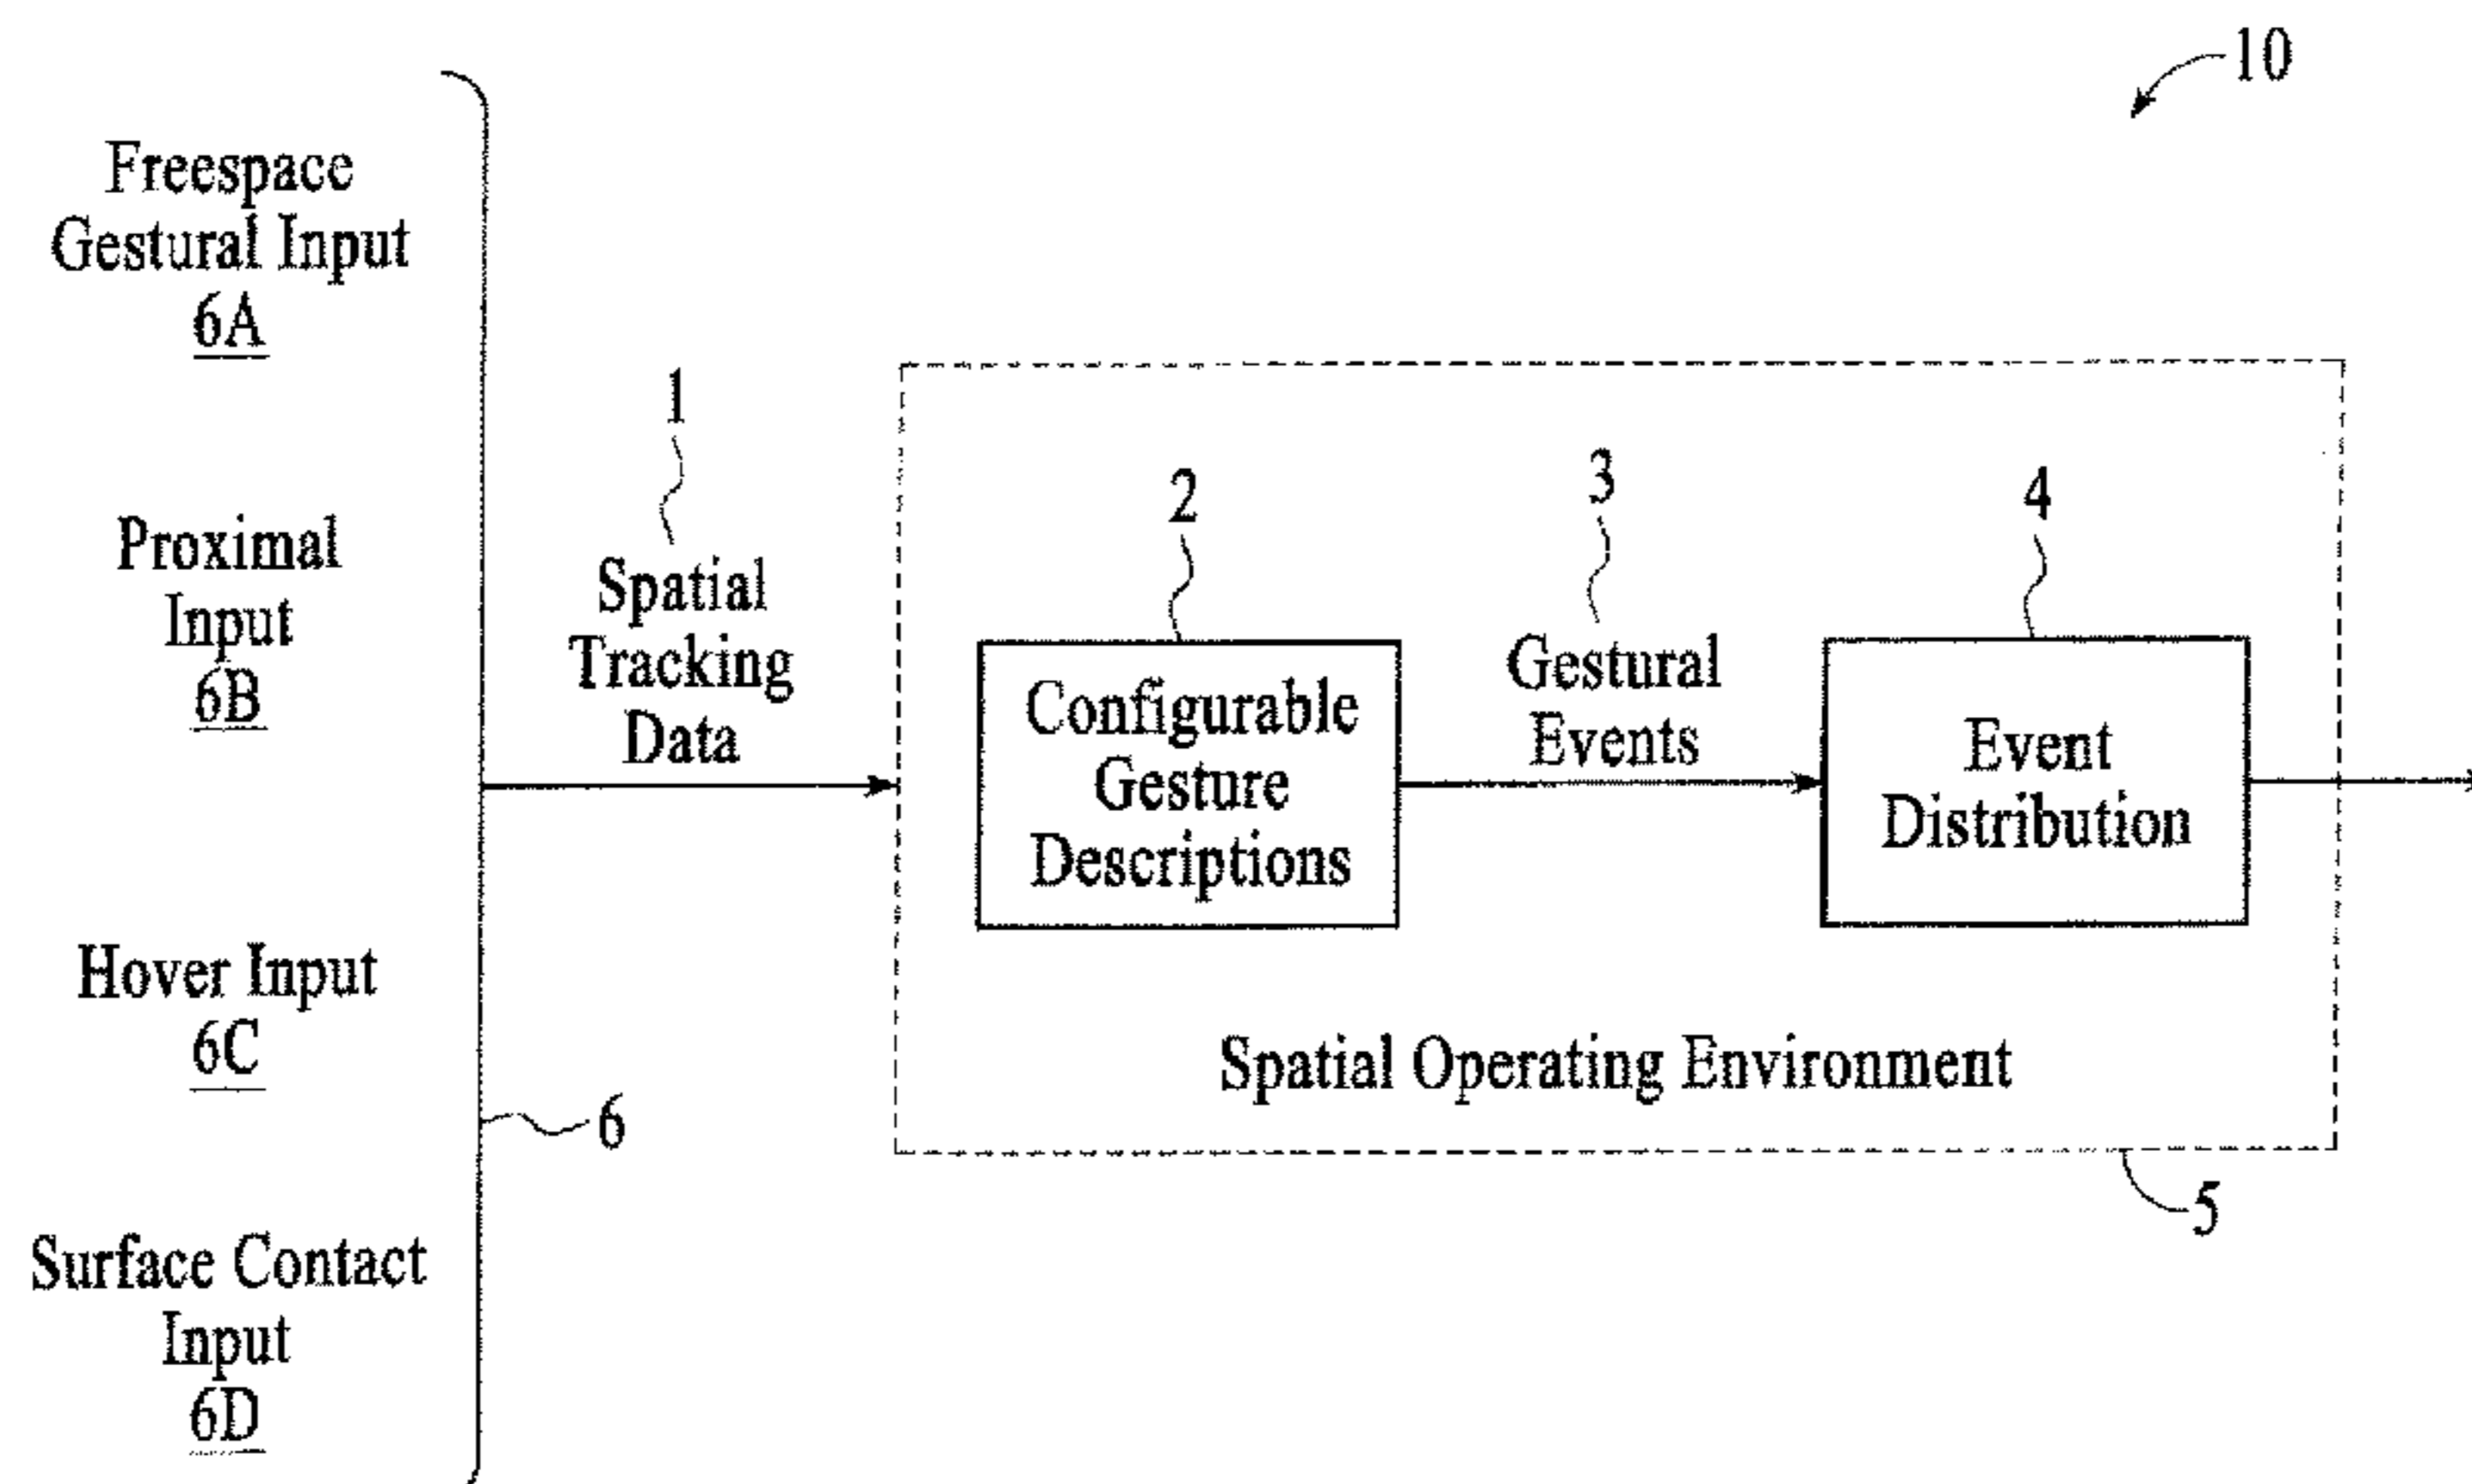 10
Freespace
Gestural Input
6A
Proximal
Input
6B
Hover Input
6C
Surface Contact
Input
6D
6
1
Spatial
Tracking
Data
2
Configurable
Gesture
Descriptions
3
Gestural
Events
4
Event
Distribution
Spatial Operating Environment
5